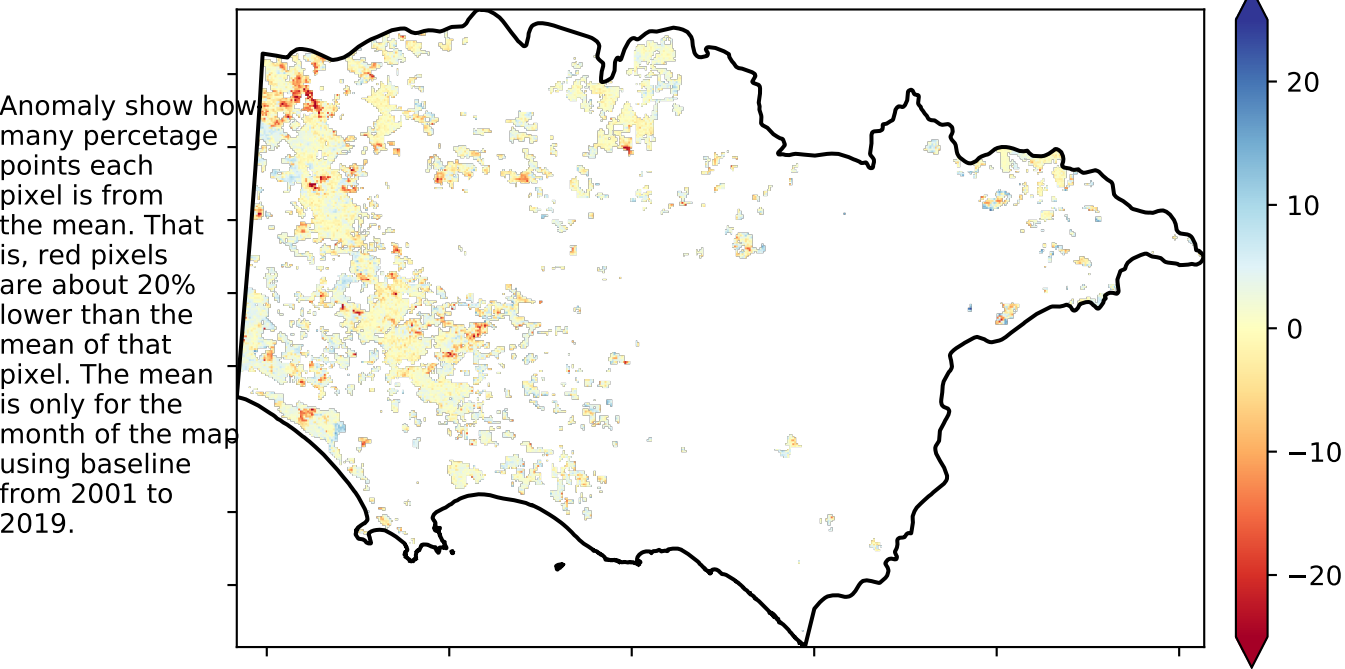 Anomaly show how
many percetage
points each
pixel is from
the mean. That
is, red pixels
are about 20%
lower than the
mean of that
pixel. The mean
is only for the
month of the map
using baseline
from 2001 to
2019.
20
10
0
−10
−20